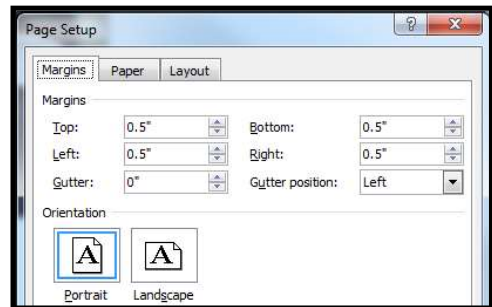 Page Setup
Margins Paper Layout
Margins
Top: 0.5" Bottom: 0.5"
Left: 0.5" Right: 0.5"
Gutter: 0" Gutter position: Left
Orientation
A A
Portrait Landscape